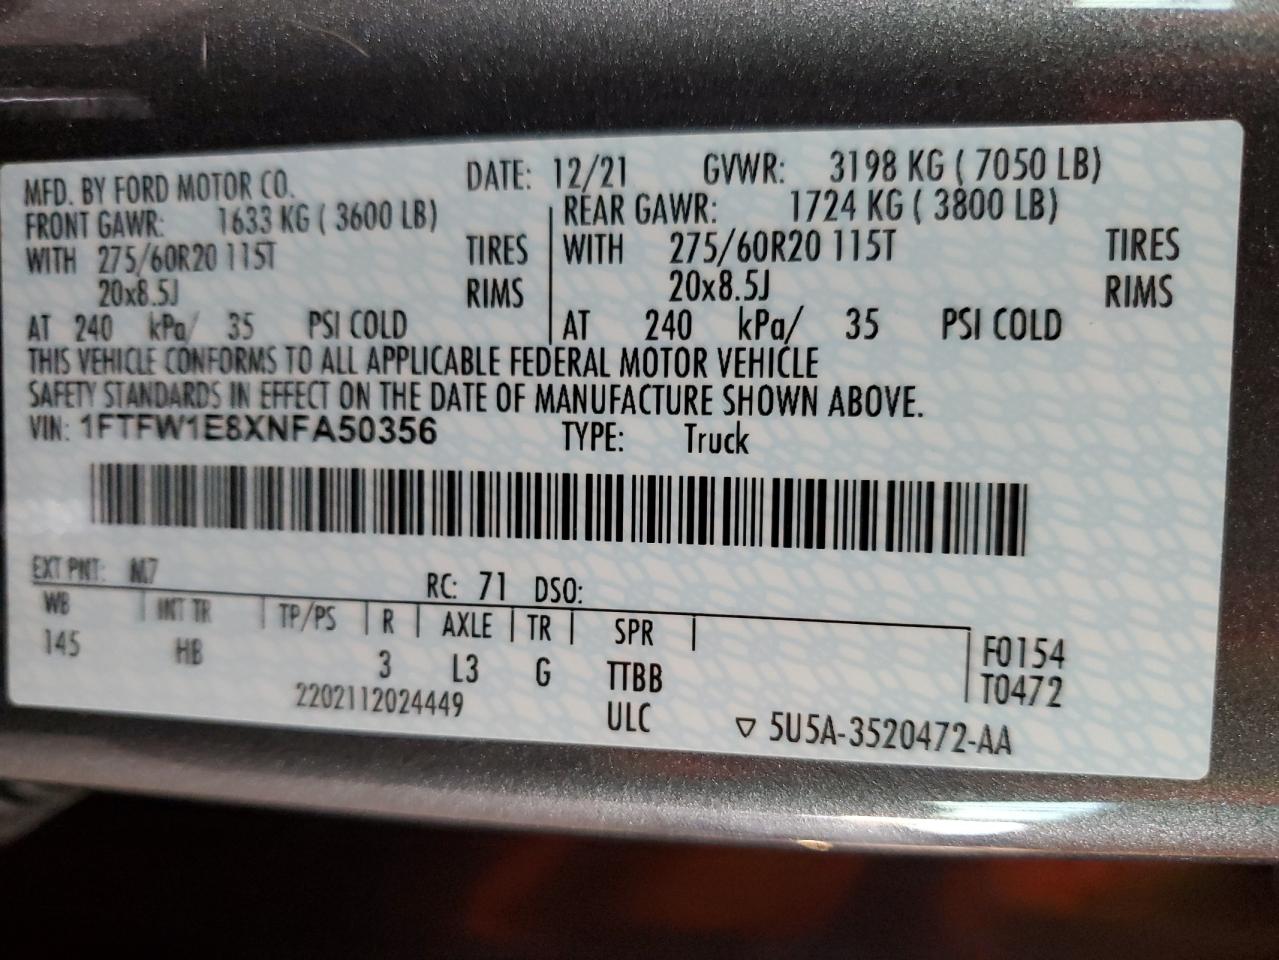 MFD. BY FORD MOTOR CO. DATE: 12/21 GVWR: 3198 KG ( 7050 LB)
FRONT GAWR: 1633 KG ( 3600 LB) REAR GAWR: 1724 KG ( 3800 LB)
WITH 275/60R20 115T TIRES WITH 275/60R20 115T TIRES
20x8.5J RIMS 20x8.5J RIMS
AT 240 kPa/ 35 PSI COLD AT 240 kPa/ 35 PSI COLD
THIS VEHICLE CONFORMS TO ALL APPLICABLE FEDERAL MOTOR VEHICLE
SAFETY STANDARDS IN EFFECT ON THE DATE OF MANUFACTURE SHOWN ABOVE.
VIN: 1FTFW1E8XNFA50356 TYPE: Truck
EXT PNT: M7 RC: 71 DSO:
WB INT TR TP/PS R AXLE TR SPR F0154
145 HB 3 L3 G TTBB T0472
2202112024449 ULC ▽ 5U5A-3520472-AA